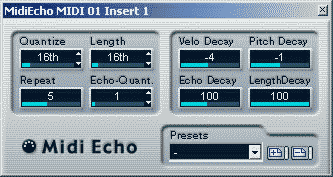 MidiEcho MIDI 01 Insert 1
Quantize Length Velo Decay Pitch Decay
16th 16th -4 -1
Repeat Echo-Quant. Echo Decay LengthDecay
5 1 100 100
Midi Echo
Presets
-